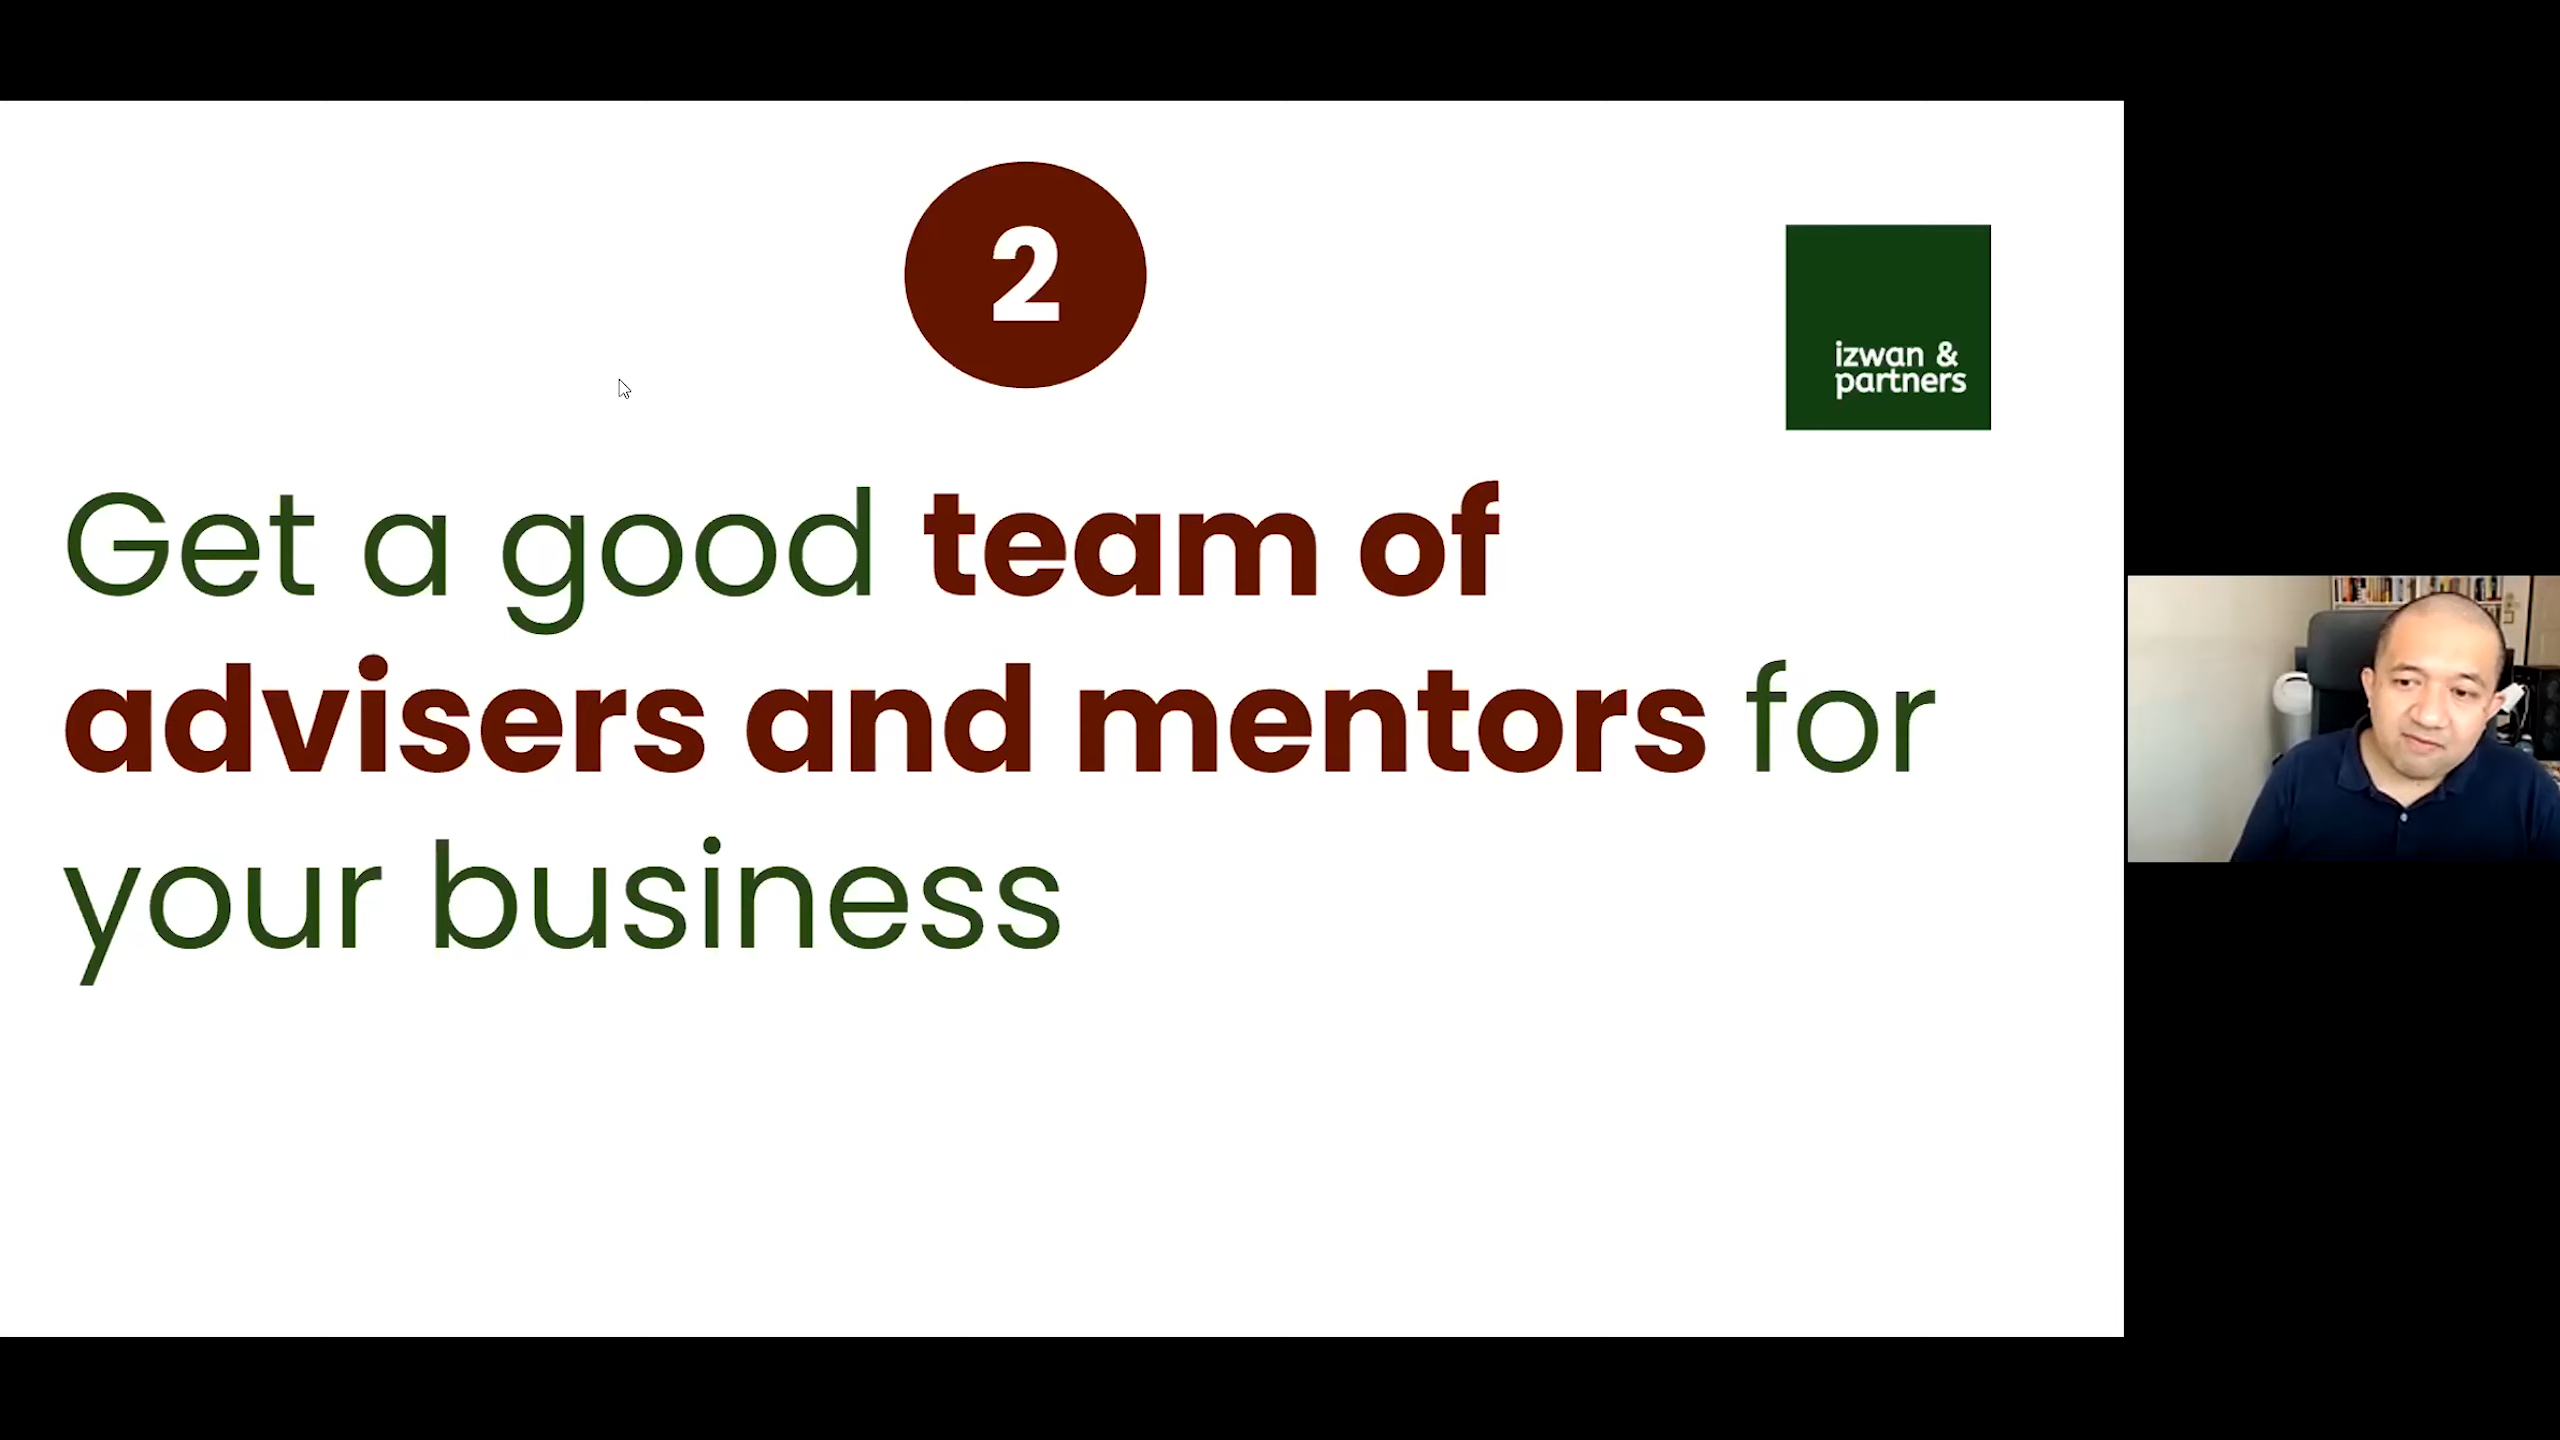 2
izwan &
partners
Get a good team of
advisers and mentors for
your business